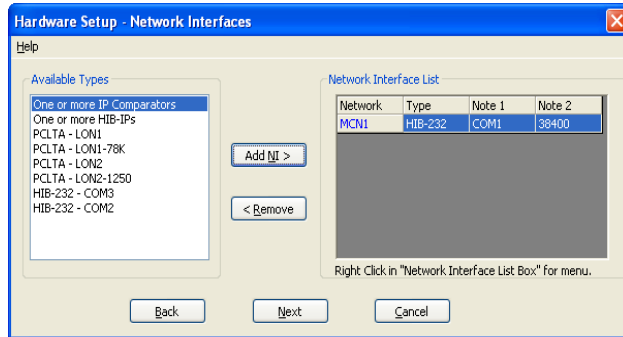 Hardware Setup - Network Interfaces
Help
Available Types
One or more IP Comparators
One or more HIB-IPs
PCLTA - LON1
PCLTA - LON1-78K
PCLTA - LON2
PCLTA - LON2-1250
HIB-232 - COM3
HIB-232 - COM2
Add NI >
< Remove
Network Interface List
Network Type Note 1 Note 2
MCN1 HIB-232 COM1 38400
Right Click in "Network Interface List Box" for menu.
Back Next Cancel